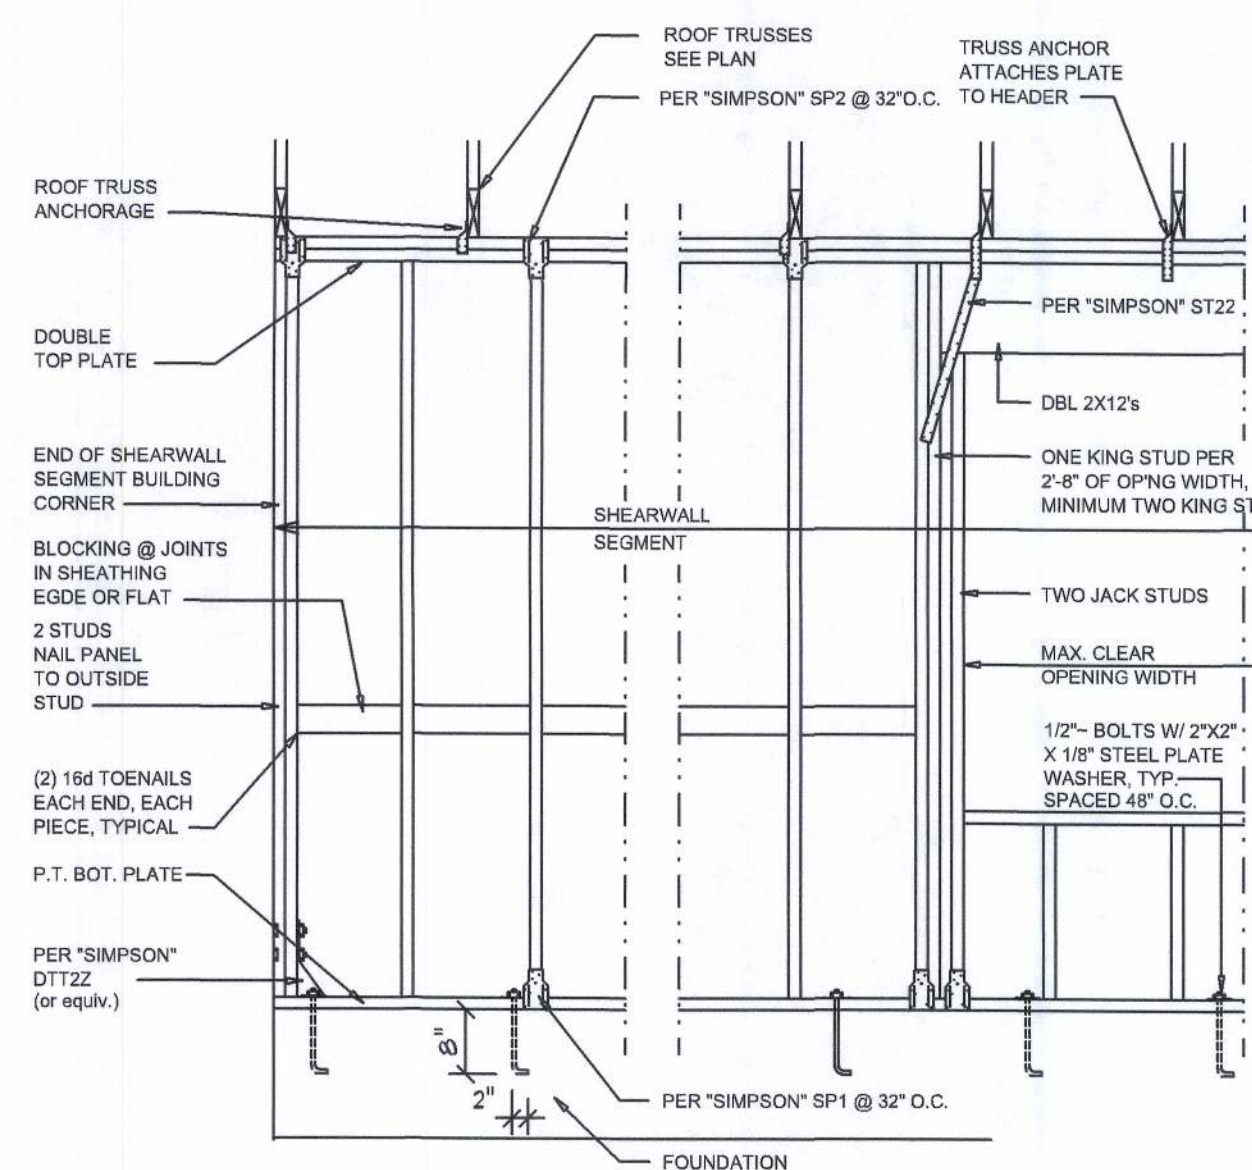 ROOF TRUSSES
SEE PLAN
PER "SIMPSON" SP2 @ 32"O.C.
TRUSS ANCHOR
ATTACHES PLATE
TO HEADER
ROOF TRUSS
ANCHORAGE
DOUBLE
TOP PLATE
END OF SHEARWALL
SEGMENT BUILDING
CORNER
BLOCKING @ JOINTS
IN SHEATHING
EGDE OR FLAT
2 STUDS
NAIL PANEL
TO OUTSIDE
STUD
(2) 16d TOENAILS
EACH END, EACH
PIECE, TYPICAL
P.T. BOT. PLATE
PER "SIMPSON"
DTT2Z
(or equiv.)
SHEARWALL
SEGMENT
PER "SIMPSON" ST22
DBL 2X12's
ONE KING STUD PER
2'-8" OF OP'NG WIDTH,
MINIMUM TWO KING ST
TWO JACK STUDS
MAX. CLEAR
OPENING WIDTH
1/2"~ BOLTS W/ 2"X2"
X 1/8" STEEL PLATE
WASHER, TYP.
SPACED 48" O.C.
8"
2"
PER "SIMPSON" SP1 @ 32" O.C.
FOUNDATION